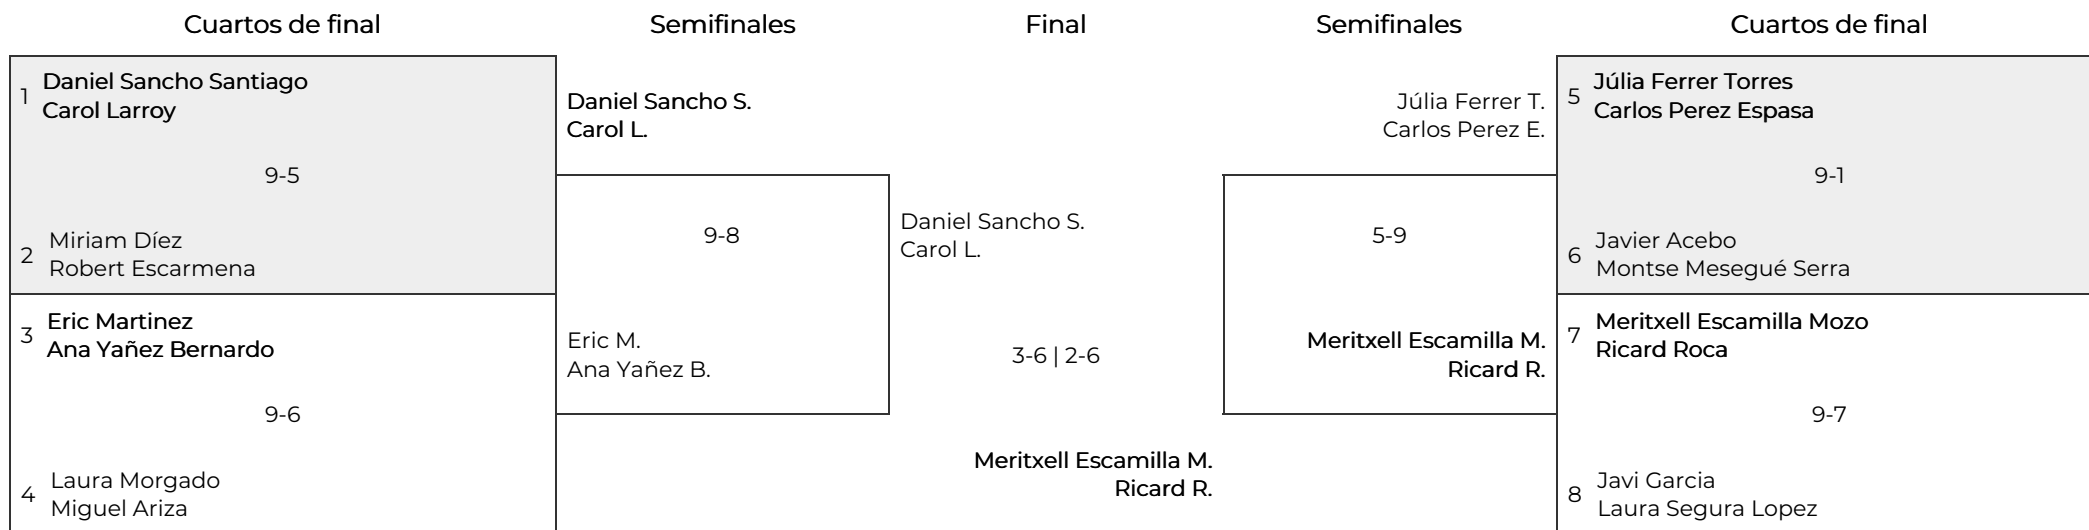 Cuartos de final
Semifinales
Final
Semifinales
Cuartos de final
1
Daniel Sancho Santiago
Carol Larroy
9-5
2
Miriam Díez
Robert Escarmena
3
Eric Martinez
Ana Yañez Bernardo
9-6
4
Laura Morgado
Miguel Ariza
Daniel Sancho S.
Carol L.
9-8
Eric M.
Ana Yañez B.
Daniel Sancho S.
Carol L.
3-6 | 2-6
Meritxell Escamilla M.
Ricard R.
Júlia Ferrer T.
Carlos Perez E.
5-9
Meritxell Escamilla M.
Ricard R.
5
Júlia Ferrer Torres
Carlos Perez Espasa
9-1
6
Javier Acebo
Montse Mesegué Serra
7
Meritxell Escamilla Mozo
Ricard Roca
9-7
8
Javi Garcia
Laura Segura Lopez